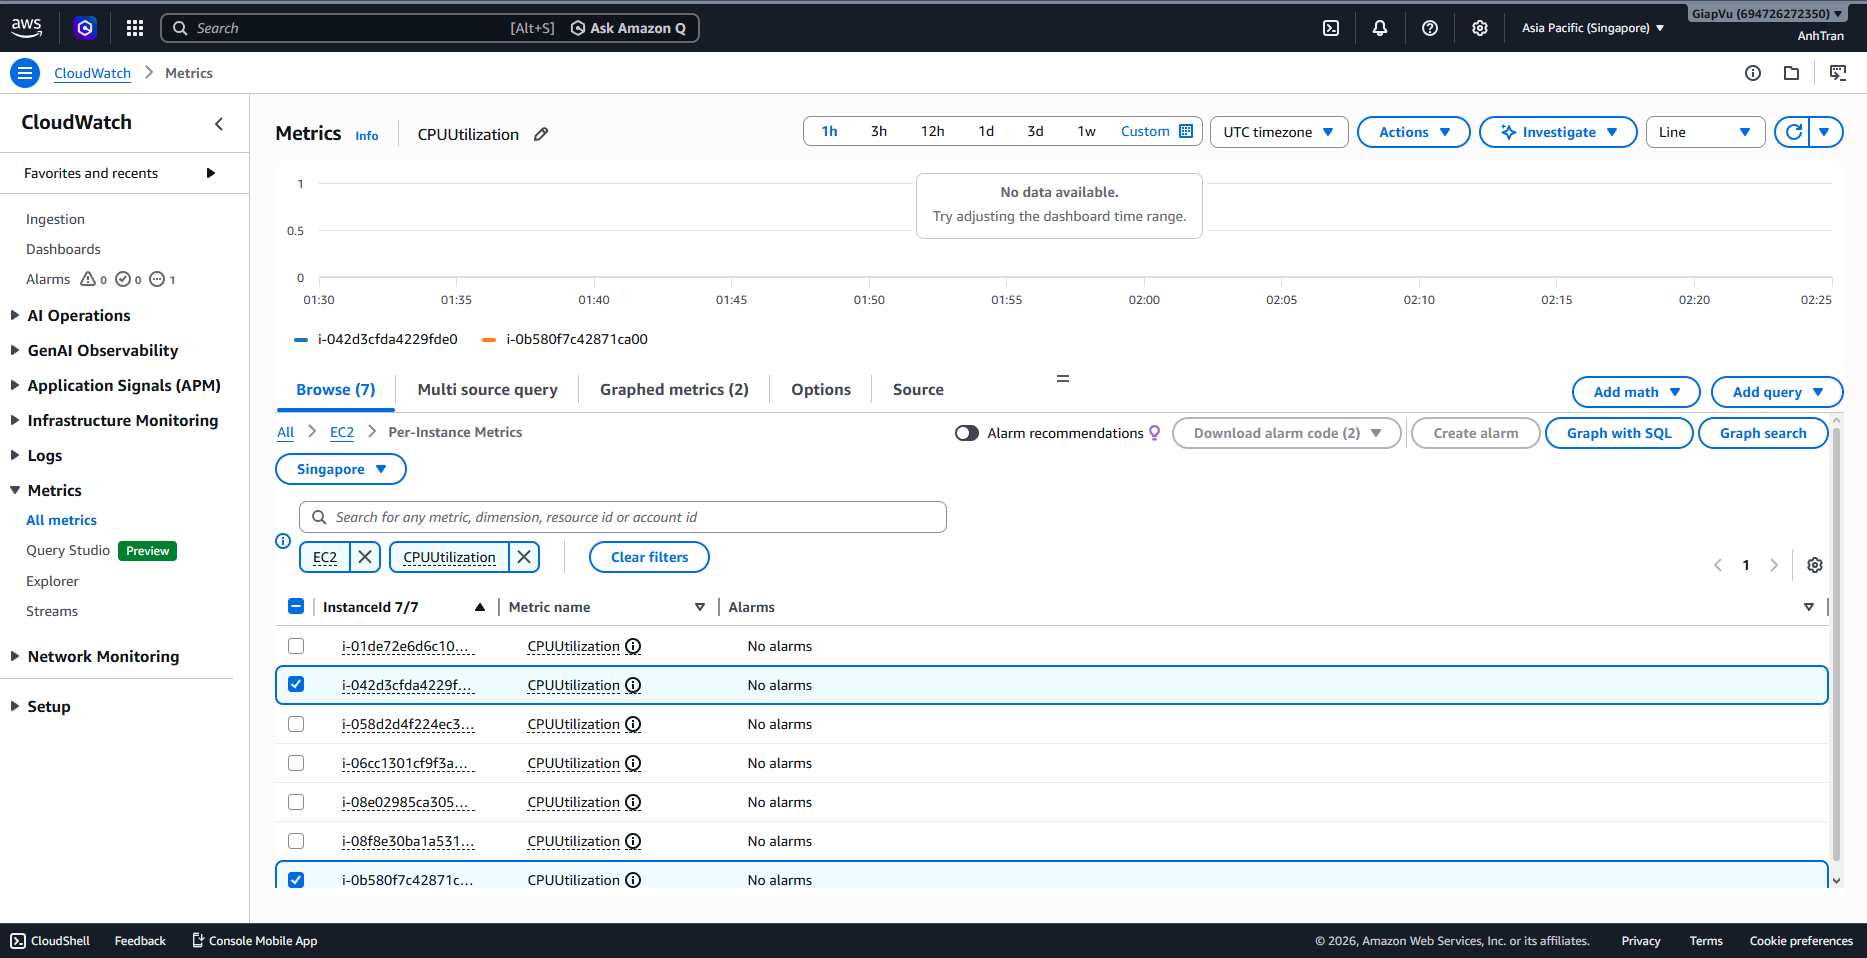 aws
Search [Alt+S] Ask Amazon Q
Asia Pacific (Singapore)
GiapVu (694726272350)
AnhTran
CloudWatch Metrics
CloudWatch
Favorites and recents
Ingestion
Dashboards
Alarms 0 0 1
AI Operations
GenAI Observability
Application Signals (APM)
Infrastructure Monitoring
Logs
Metrics
All metrics
Query Studio Preview
Explorer
Streams
Network Monitoring
Setup
Metrics Info CPUUtilization
1h 3h 12h 1d 3d 1w Custom UTC timezone Actions Investigate Line
No data available.
Try adjusting the dashboard time range.
1
0.5
0
01:30 01:35 01:40 01:45 01:50 01:55 02:00 02:05 02:10 02:15 02:20 02:25
i-042d3cfda4229fde0 i-0b580f7c42871ca00
Browse (7) Multi source query Graphed metrics (2) Options Source Add math Add query
All EC2 Per-Instance Metrics Alarm recommendations Download alarm code (2) Create alarm Graph with SQL Graph search
Singapore
Search for any metric, dimension, resource id or account id
EC2 CPUUtilization Clear filters
1
InstanceId 7/7 Metric name Alarms
i-01de72e6d6c10... CPUUtilization No alarms
i-042d3cfda4229f... CPUUtilization No alarms
i-058d2d4f224ec3... CPUUtilization No alarms
i-06cc1301cf9f3a... CPUUtilization No alarms
i-08e02985ca305... CPUUtilization No alarms
i-08f8e30ba1a531... CPUUtilization No alarms
i-0b580f7c42871c... CPUUtilization No alarms
CloudShell Feedback Console Mobile App © 2026, Amazon Web Services, Inc. or its affiliates. Privacy Terms Cookie preferences